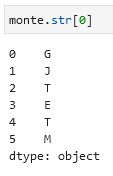 monte.str[0]
0    G
1    J
2    T
3    E
4    T
5    M
dtype: object